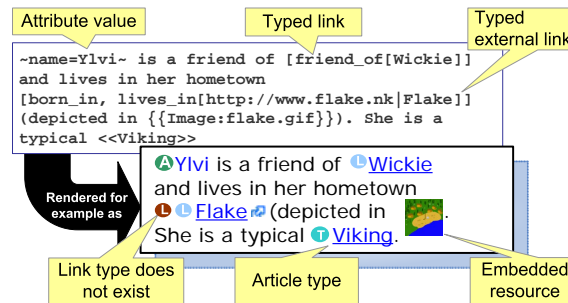 Attribute value
Typed link
Typed
external link
~name=Ylvi~ is a friend of [friend_of[Wickie]]
and lives in her hometown
[born_in, lives_in[http://www.flake.nk|Flake]]
(depicted in {{Image:flake.gif}}). She is a
typical <<Viking>>
Rendered for
example as
A Ylvi is a friend of L Wickie
and lives in her hometown
L L Flake (depicted in .
She is a typical T Viking.
Link type does
not exist
Article type
Embedded
resource